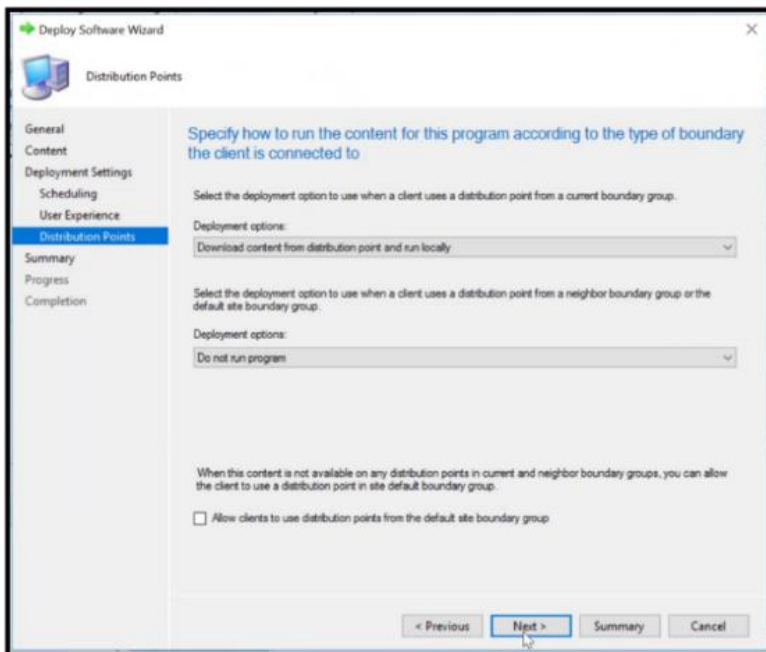 Deploy Software Wizard
Distribution Points
General
Content
Deployment Settings
Scheduling
User Experience
Distribution Points
Summary
Progress
Completion
Specify how to run the content for this program according to the type of boundary
the client is connected to
Select the deployment option to use when a client uses a distribution point from a current boundary group.
Deployment options:
Download content from distribution point and run locally
Select the deployment option to use when a client uses a distribution point from a neighbor boundary group or the
default site boundary group.
Deployment options:
Do not run program
When this content is not available on any distribution points in current and neighbor boundary groups, you can allow
the client to use a distribution point in site default boundary group.
Allow clients to use distribution points from the default site boundary group
< Previous
Next >
Summary
Cancel